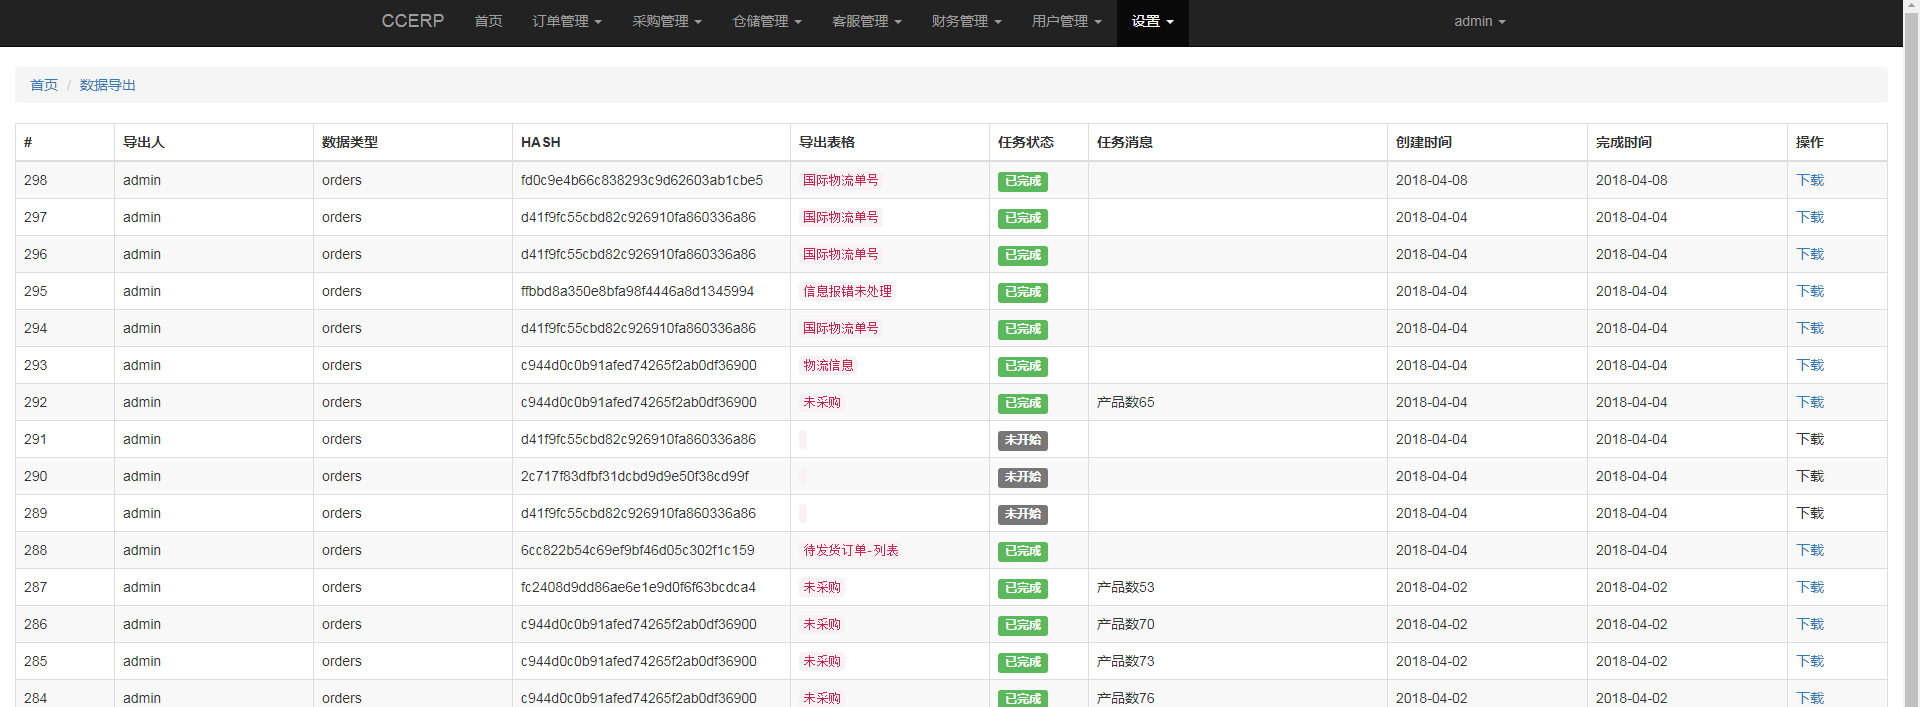 CCERP 首页 订单管理 采购管理 仓储管理 客服管理 财务管理 用户管理 设置 admin
首页 / 数据导出
# 导出人 数据类型 HASH 导出表格 任务状态 任务消息 创建时间 完成时间 操作
298 admin orders fd0c9e4b66c838293c9d62603ab1cbe5 国际物流单号 已完成 2018-04-08 2018-04-08 下载
297 admin orders d41f9fc55cbd82c926910fa860336a86 国际物流单号 已完成 2018-04-04 2018-04-04 下载
296 admin orders d41f9fc55cbd82c926910fa860336a86 国际物流单号 已完成 2018-04-04 2018-04-04 下载
295 admin orders ffbbd8a350e8bfa98f4446a8d1345994 信息报错未处理 已完成 2018-04-04 2018-04-04 下载
294 admin orders d41f9fc55cbd82c926910fa860336a86 国际物流单号 已完成 2018-04-04 2018-04-04 下载
293 admin orders c944d0c0b91afed74265f2ab0df36900 物流信息 已完成 2018-04-04 2018-04-04 下载
292 admin orders c944d0c0b91afed74265f2ab0df36900 未采购 已完成 产品数65 2018-04-04 2018-04-04 下载
291 admin orders d41f9fc55cbd82c926910fa860336a86 未开始 2018-04-04 2018-04-04 下载
290 admin orders 2c717f83dfbf31dcbd9d9e50f38cd99f 未开始 2018-04-04 2018-04-04 下载
289 admin orders d41f9fc55cbd82c926910fa860336a86 未开始 2018-04-04 2018-04-04 下载
288 admin orders 6cc822b54c69ef9bf46d05c302f1c159 待发货订单-列表 已完成 2018-04-04 2018-04-04 下载
287 admin orders fc2408d9dd86ae6e1e9d0f6f63bcdca4 未采购 已完成 产品数53 2018-04-02 2018-04-02 下载
286 admin orders c944d0c0b91afed74265f2ab0df36900 未采购 已完成 产品数70 2018-04-02 2018-04-02 下载
285 admin orders c944d0c0b91afed74265f2ab0df36900 未采购 已完成 产品数73 2018-04-02 2018-04-02 下载
284 admin orders c944d0c0b91afed74265f2ab0df36900 未采购 已完成 产品数76 2018-04-02 2018-04-02 下载